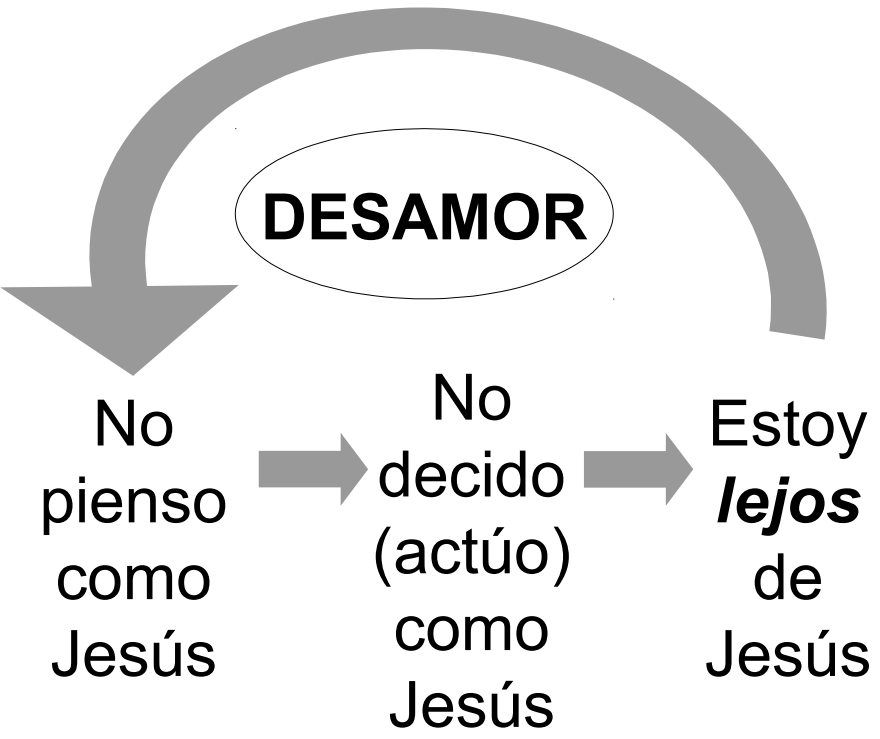 DESAMOR
No
pienso
como
Jesús
No
decido
(actúo)
como
Jesús
Estoy
lejos
de
Jesús